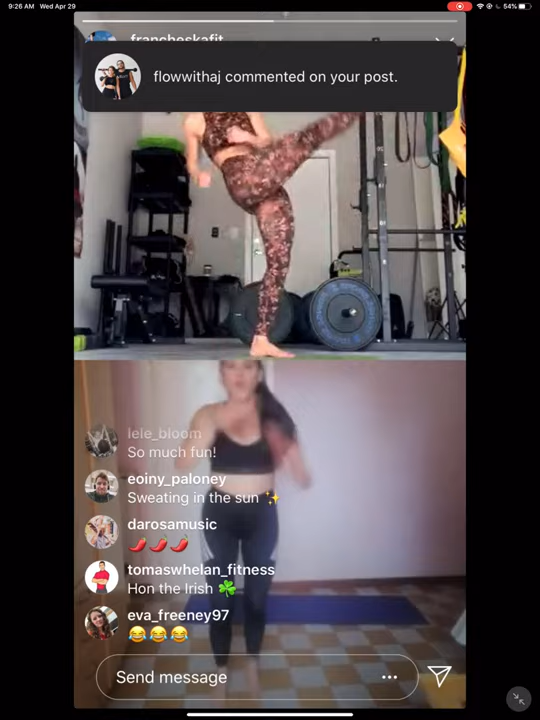 9:26 AM Wed Apr 29
54%
francheskafit
flowwithaj commented on your post.
lele_bloom
So much fun!
eoiny_paloney
Sweating in the sun ✨
darosamusic
🌶️🌶️🌶️
tomaswhelan_fitness
Hon the Irish ☘️
eva_freeney97
😂😂😂
Send message